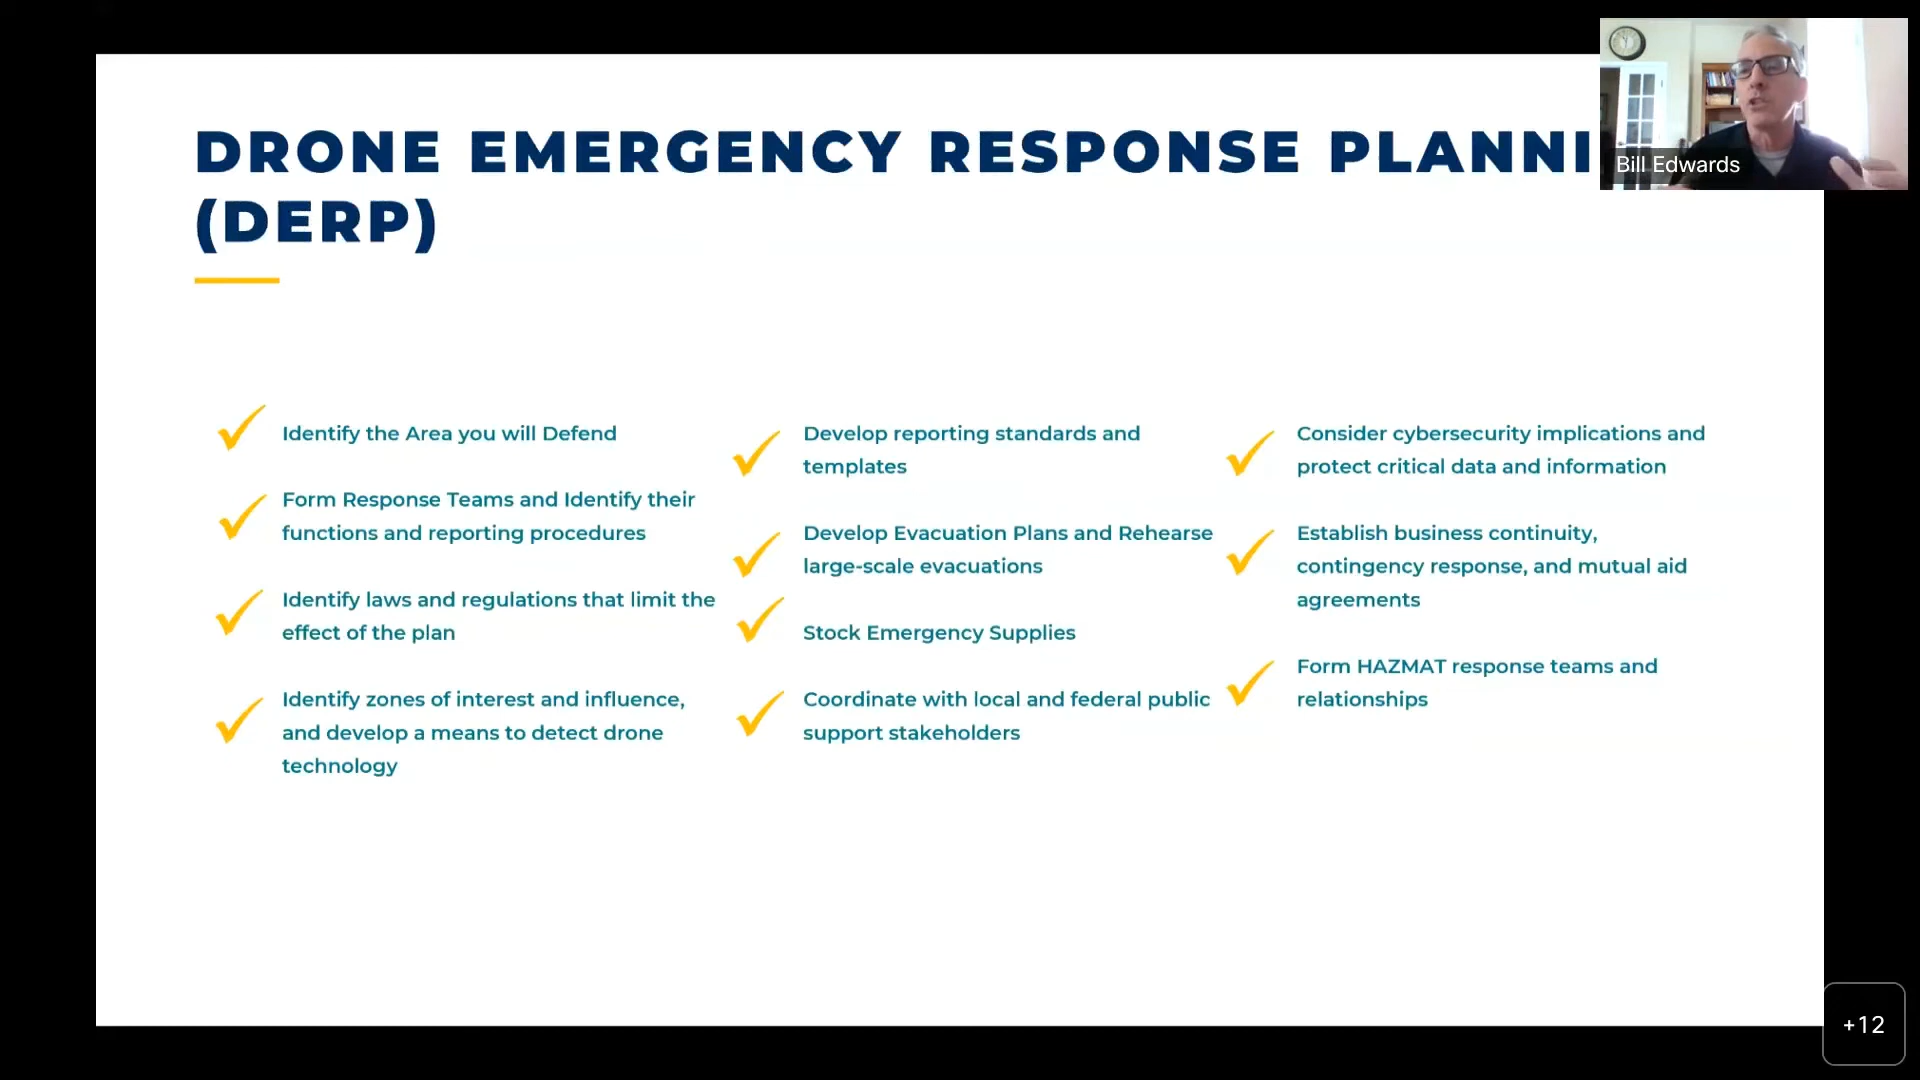 DRONE EMERGENCY RESPONSE PLANNI
(DERP)
Bill Edwards
Identify the Area you will Defend
Form Response Teams and Identify their
functions and reporting procedures
Identify laws and regulations that limit the
effect of the plan
Identify zones of interest and influence,
and develop a means to detect drone
technology
Develop reporting standards and
templates
Develop Evacuation Plans and Rehearse
large-scale evacuations
Stock Emergency Supplies
Coordinate with local and federal public
support stakeholders
Consider cybersecurity implications and
protect critical data and information
Establish business continuity,
contingency response, and mutual aid
agreements
Form HAZMAT response teams and
relationships
+12